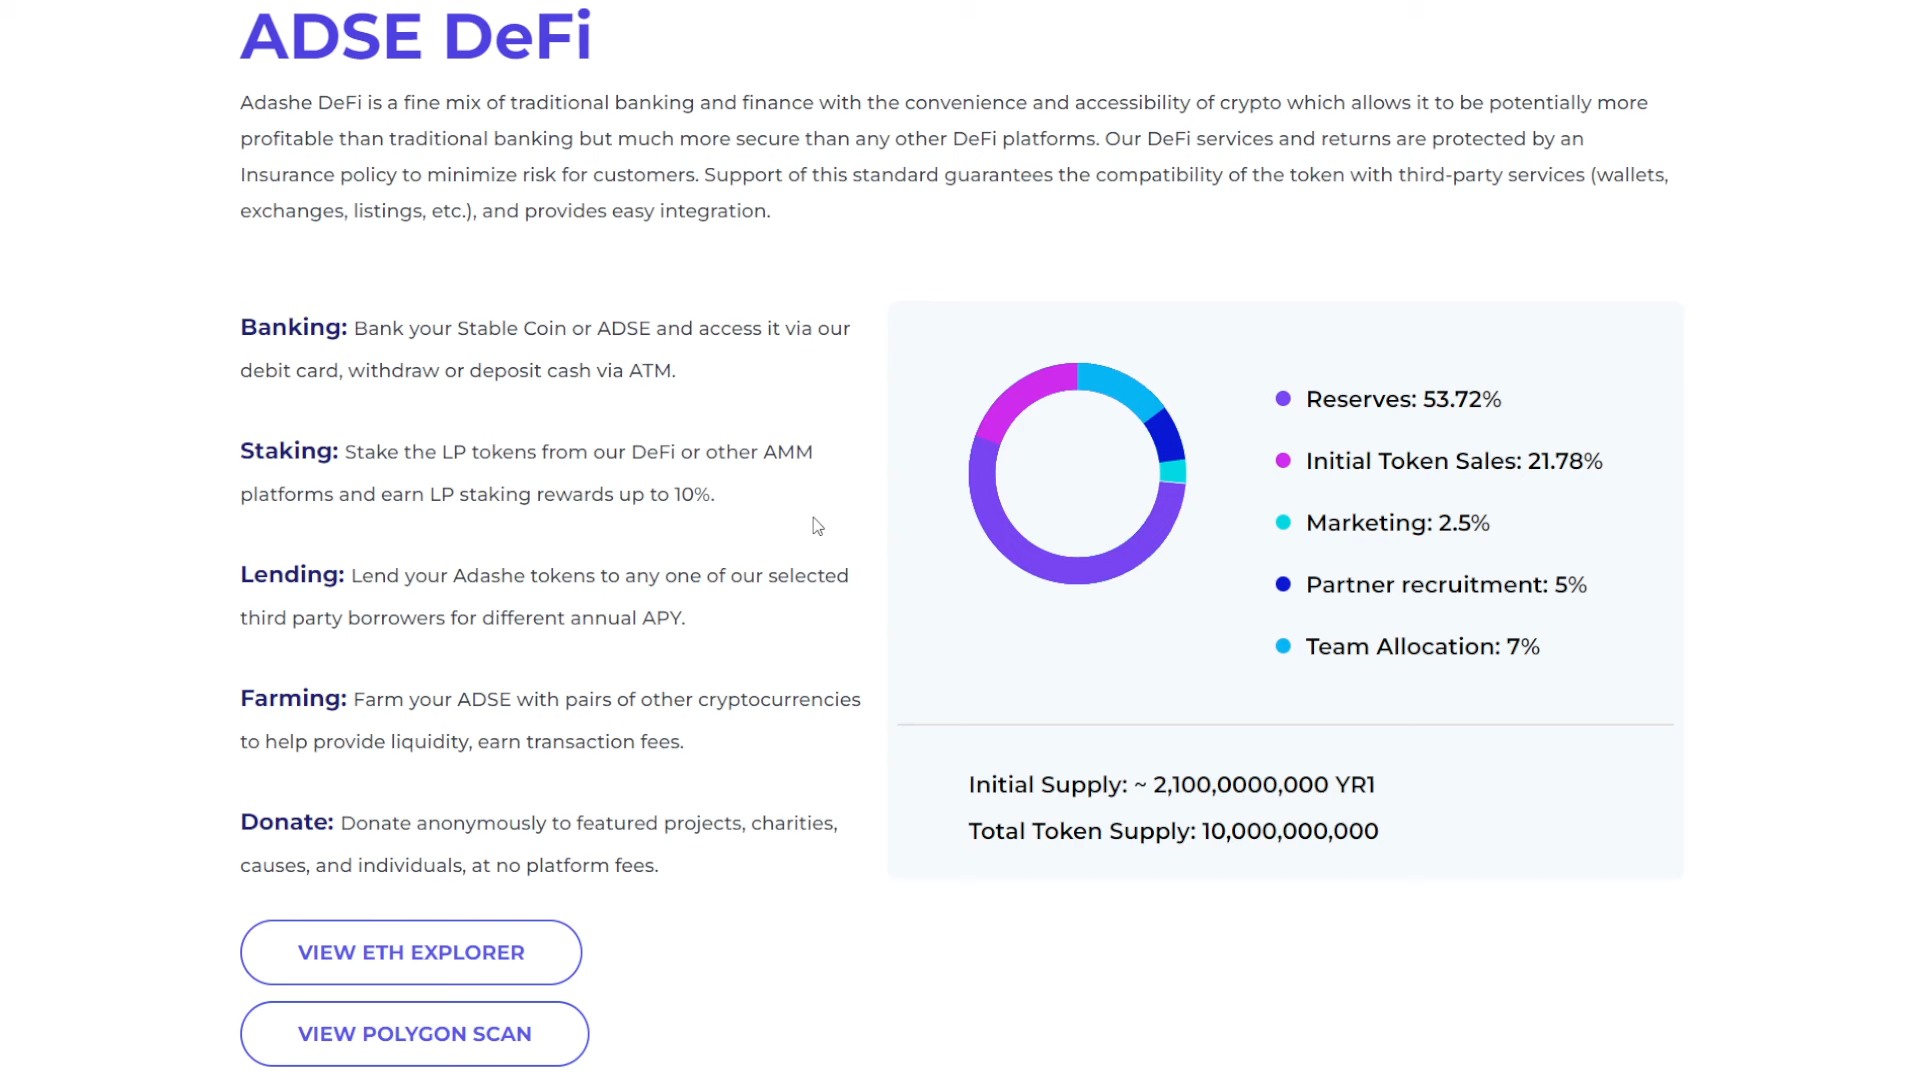 ADSE DeFi
Adashe DeFi is a fine mix of traditional banking and finance with the convenience and accessibility of crypto which allows it to be potentially more
profitable than traditional banking but much more secure than any other DeFi platforms. Our DeFi services and returns are protected by an
Insurance policy to minimize risk for customers. Support of this standard guarantees the compatibility of the token with third-party services (wallets,
exchanges, listings, etc.), and provides easy integration.
Banking: Bank your Stable Coin or ADSE and access it via our
debit card, withdraw or deposit cash via ATM.
Staking: Stake the LP tokens from our DeFi or other AMM
platforms and earn LP staking rewards up to 10%.
Lending: Lend your Adashe tokens to any one of our selected
third party borrowers for different annual APY.
Farming: Farm your ADSE with pairs of other cryptocurrencies
to help provide liquidity, earn transaction fees.
Donate: Donate anonymously to featured projects, charities,
causes, and individuals, at no platform fees.
VIEW ETH EXPLORER
VIEW POLYGON SCAN
Reserves: 53.72%
Initial Token Sales: 21.78%
Marketing: 2.5%
Partner recruitment: 5%
Team Allocation: 7%
Initial Supply: ~ 2,100,0000,000 YR1
Total Token Supply: 10,000,000,000